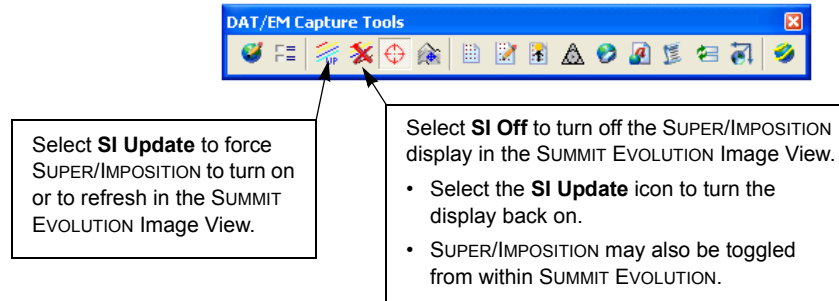 DAT/EM Capture Tools
UP
Select SI Update to force
SUPER/IMPOSITION to turn on
or to refresh in the SUMMIT
EVOLUTION Image View.
Select SI Off to turn off the SUPER/IMPOSITION
display in the SUMMIT EVOLUTION Image View.
• Select the SI Update icon to turn the
display back on.
• SUPER/IMPOSITION may also be toggled
from within SUMMIT EVOLUTION.